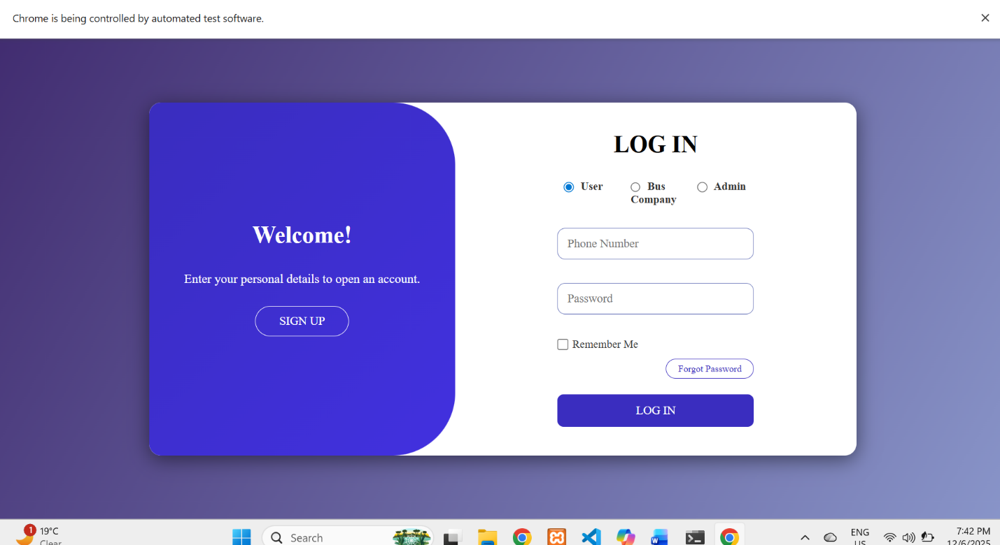 Chrome is being controlled by automated test software.
LOG IN
User
Bus Company
Admin
Welcome!
Enter your personal details to open an account.
SIGN UP
Phone Number
Password
Remember Me
Forgot Password
LOG IN
1
19°C
Clear
Search
ENG
US
7:42 PM
12/6/2025